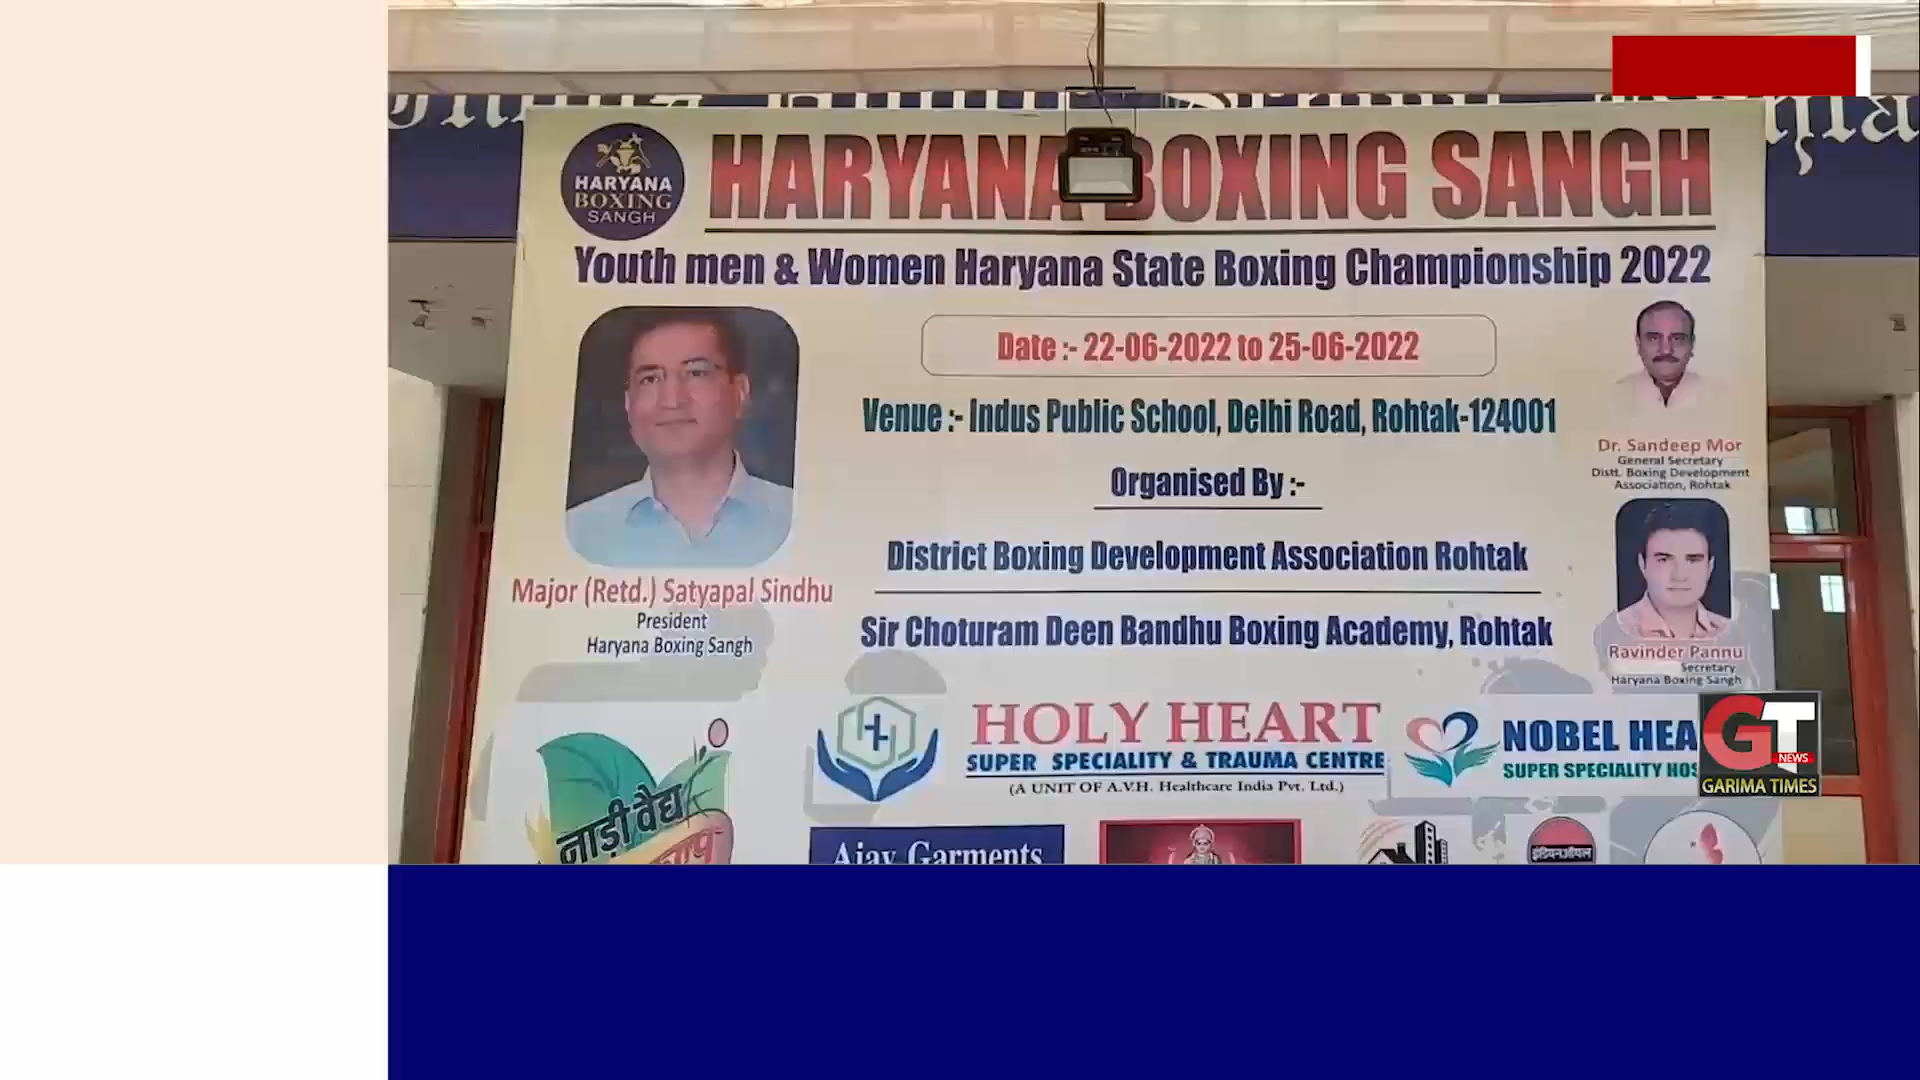 HARYANA
BOXING
SANGH
HARYANA BOXING SANGH
Youth men & Women Haryana State Boxing Championship 2022
Date :- 22-06-2022 to 25-06-2022
Venue :- Indus Public School, Delhi Road, Rohtak-124001
Organised By :-
District Boxing Development Association Rohtak
Sir Choturam Deen Bandhu Boxing Academy, Rohtak
Major (Retd.) Satyapal Sindhu
President
Haryana Boxing Sangh
Dr. Sandeep Mor
General Secretary
Distt. Boxing Development
Association, Rohtak
Ravinder Pannu
Secretary
Haryana Boxing Sangh
नाड़ी वैद्य
HOLY HEART
SUPER SPECIALITY & TRAUMA CENTRE
(A UNIT OF A.V.H. Healthcare India Pvt. Ltd.)
NOBEL HEA
SUPER SPECIALITY HOS
GT
NEWS
GARIMA TIMES
Ajay Garments
इंडियनऑयल